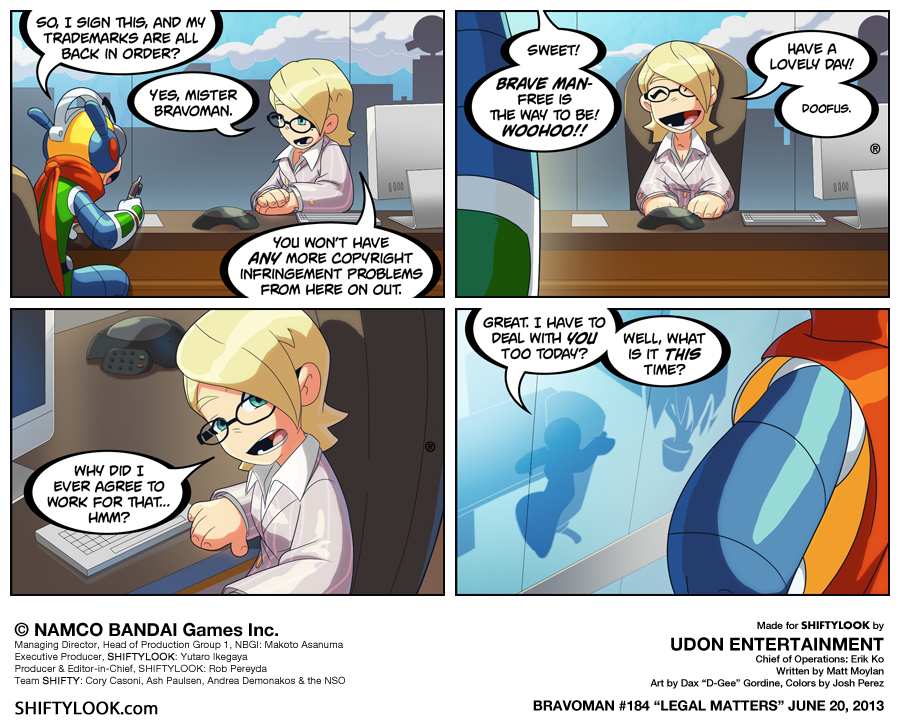 SO, I SIGN THIS, AND MY
TRADEMARKS ARE ALL
BACK IN ORDER?
YES, MISTER
BRAVOMAN.
YOU WON'T HAVE
ANY MORE COPYRIGHT
INFRINGEMENT PROBLEMS
FROM HERE ON OUT.
SWEET!
BRAVE MAN-
FREE IS
THE WAY TO BE!
WOOHOO!!
HAVE A
LOVELY DAY!
DOOFUS.
®
WHY DID I
EVER AGREE TO
WORK FOR THAT...
HMM?
®
GREAT. I HAVE TO
DEAL WITH YOU
TOO TODAY?
WELL, WHAT
IS IT THIS
TIME?
© NAMCO BANDAI Games Inc.
Managing Director, Head of Production Group 1, NBGI: Makoto Asanuma
Executive Producer, SHIFTYLOOK: Yutaro Ikegaya
Producer & Editor-in-Chief, SHIFTYLOOK: Rob Pereyda
Team SHIFTY: Cory Casoni, Ash Paulsen, Andrea Demonakos & the NSO
SHIFTYLOOK.com
Made for SHIFTYLOOK by
UDON ENTERTAINMENT
Chief of Operations: Erik Ko
Written by Matt Moylan
Art by Dax "D-Gee" Gordine, Colors by Josh Perez
BRAVOMAN #184 "LEGAL MATTERS" JUNE 20, 2013